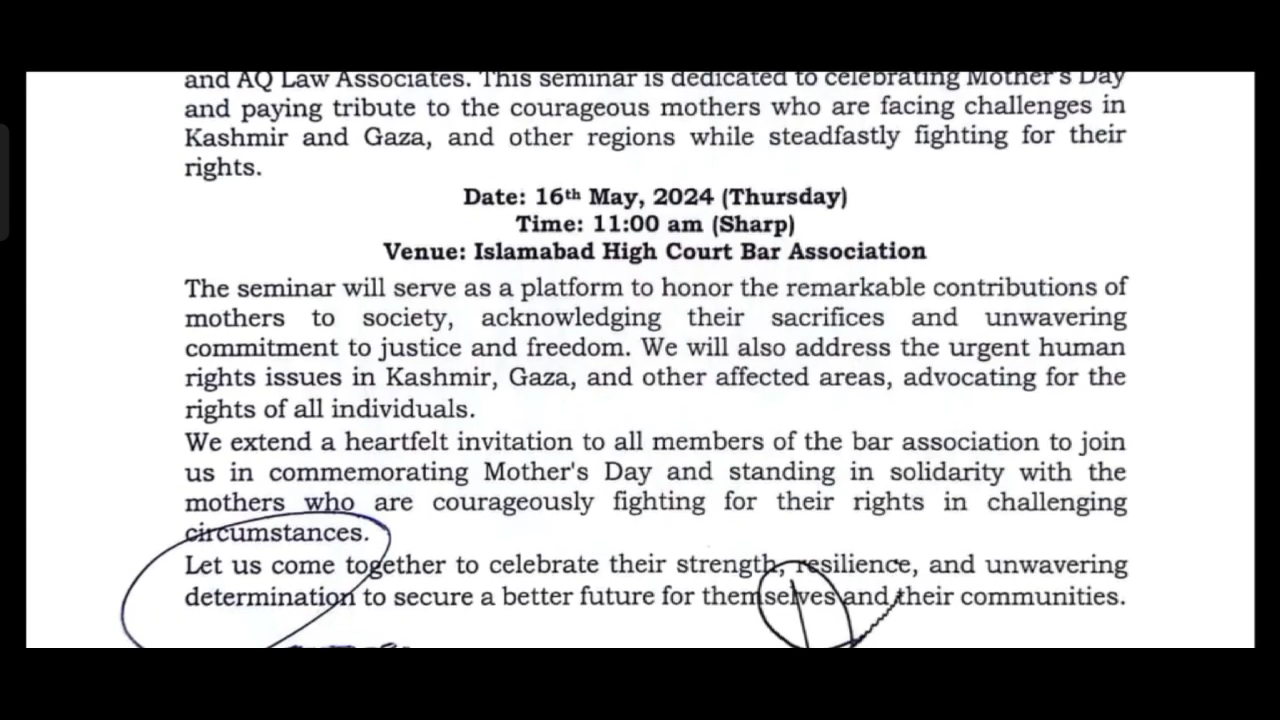 and AQ Law Associates. This seminar is dedicated to celebrating Mother's Day
and paying tribute to the courageous mothers who are facing challenges in
Kashmir and Gaza, and other regions while steadfastly fighting for their
rights.
Date: 16th May, 2024 (Thursday)
Time: 11:00 am (Sharp)
Venue: Islamabad High Court Bar Association
The seminar will serve as a platform to honor the remarkable contributions of
mothers to society, acknowledging their sacrifices and unwavering
commitment to justice and freedom. We will also address the urgent human
rights issues in Kashmir, Gaza, and other affected areas, advocating for the
rights of all individuals.
We extend a heartfelt invitation to all members of the bar association to join
us in commemorating Mother's Day and standing in solidarity with the
mothers who are courageously fighting for their rights in challenging
circumstances.
Let us come together to celebrate their strength, resilience, and unwavering
determination to secure a better future for themselves and their communities.